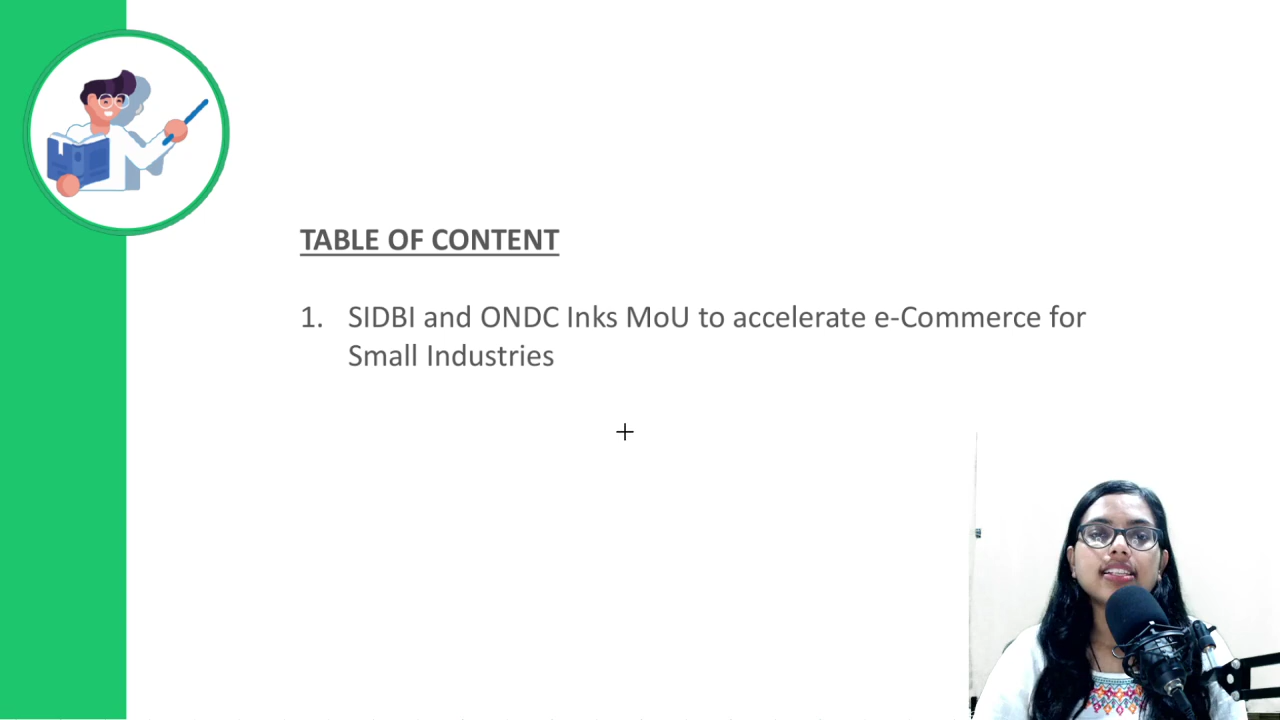 TABLE OF CONTENT
1. SIDBI and ONDC Inks MoU to accelerate e-Commerce for
Small Industries